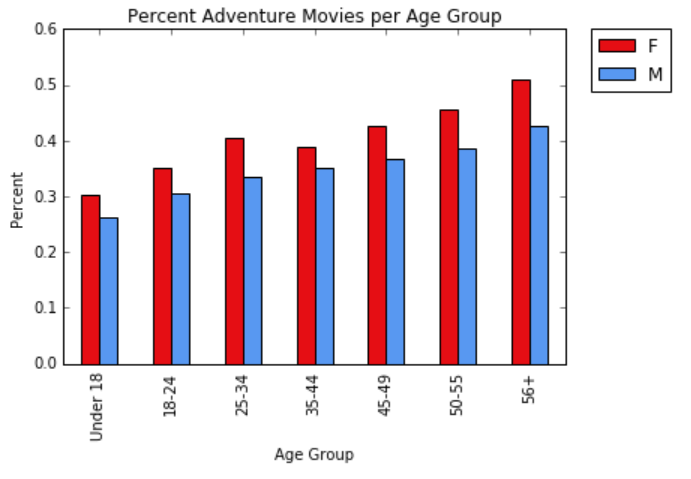 Percent Adventure Movies per Age Group
F
M
Percent
0.6
0.5
0.4
0.3
0.2
0.1
0.0
Under 18
18-24
25-34
35-44
45-49
50-55
56+
Age Group